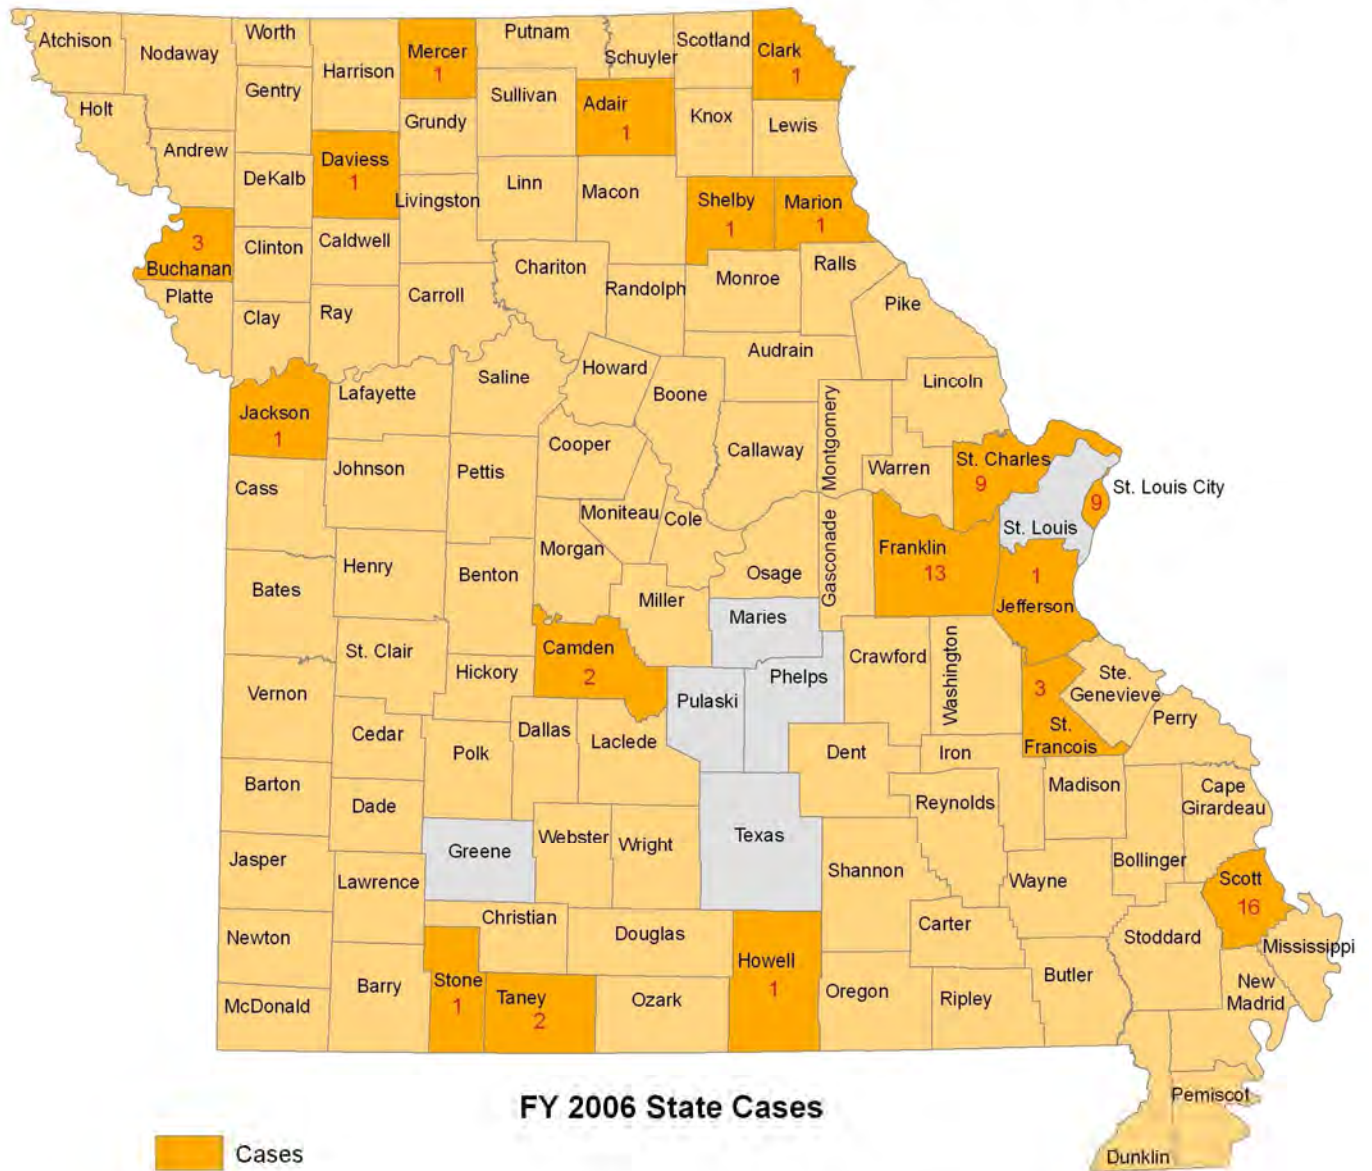 Atchison
Nodaway
Worth
Harrison
Mercer
1
Putnam
Schuyler
Scotland
Clark
1
Holt
Gentry
Sullivan
Adair
1
Knox
Lewis
Andrew
Grundy
Daviess
1
DeKalb
Livingston
Linn
Macon
Shelby
1
Marion
1
3
Buchanan
Clinton
Caldwell
Chariton
Randolph
Monroe
Ralls
Platte
Clay
Ray
Carroll
Pike
Audrain
Saline
Howard
Boone
Lincoln
Jackson
1
Lafayette
Cooper
Callaway
Montgomery
Warren
St. Charles
9
St. Louis City
9
Johnson
Pettis
Cass
Moniteau
Cole
St. Louis
Morgan
Gasconade
Franklin
13
Henry
Benton
Osage
1
Jefferson
Bates
Miller
Maries
Camden
2
St. Clair
Hickory
Crawford
Washington
Phelps
Pulaski
Vernon
3
St.
Francois
Ste.
Genevieve
Perry
Cedar
Polk
Dallas
Laclede
Dent
Iron
Barton
Dade
Madison
Cape
Girardeau
Reynolds
Texas
Greene
Webster
Wright
Jasper
Lawrence
Shannon
Wayne
Bollinger
Scott
16
Christian
Douglas
Carter
Stoddard
Mississippi
Newton
Howell
1
Stone
1
Taney
2
Ozark
Oregon
Ripley
Butler
New
Madrid
Barry
McDonald
Pemiscot
Dunklin
FY 2006 State Cases
Cases